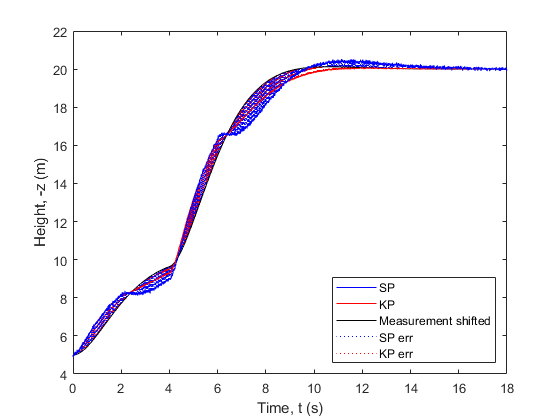 22
20
18
16
14
12
10
8
6
4
Height, -z (m)
0 2 4 6 8 10 12 14 16 18
Time, t (s)
SP
KP
Measurement shifted
SP err
KP err